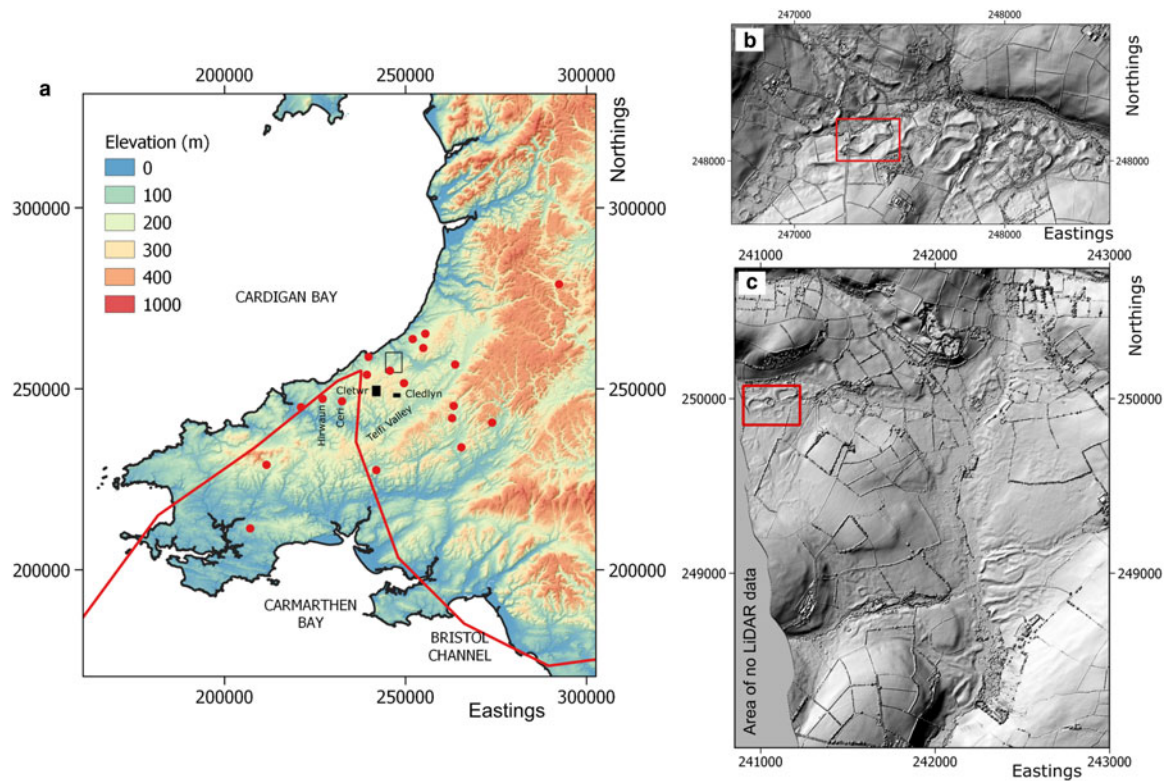 a
200000
250000
300000
Elevation (m)
0
100
200
300
400
1000
Northings
300000
300000
CARDIGAN BAY
250000
250000
Cletwr
Cledlyn
Hirwaun
Ceri
Teifi Valley
200000
200000
CARMARTHEN
BAY
BRISTOL
CHANNEL
200000
250000
300000
Eastings
b
247000
248000
Northings
248000
248000
247000
248000
Eastings
241000
242000
243000
c
Northings
250000
250000
249000
249000
Area of no LiDAR data
241000
242000
243000
Eastings